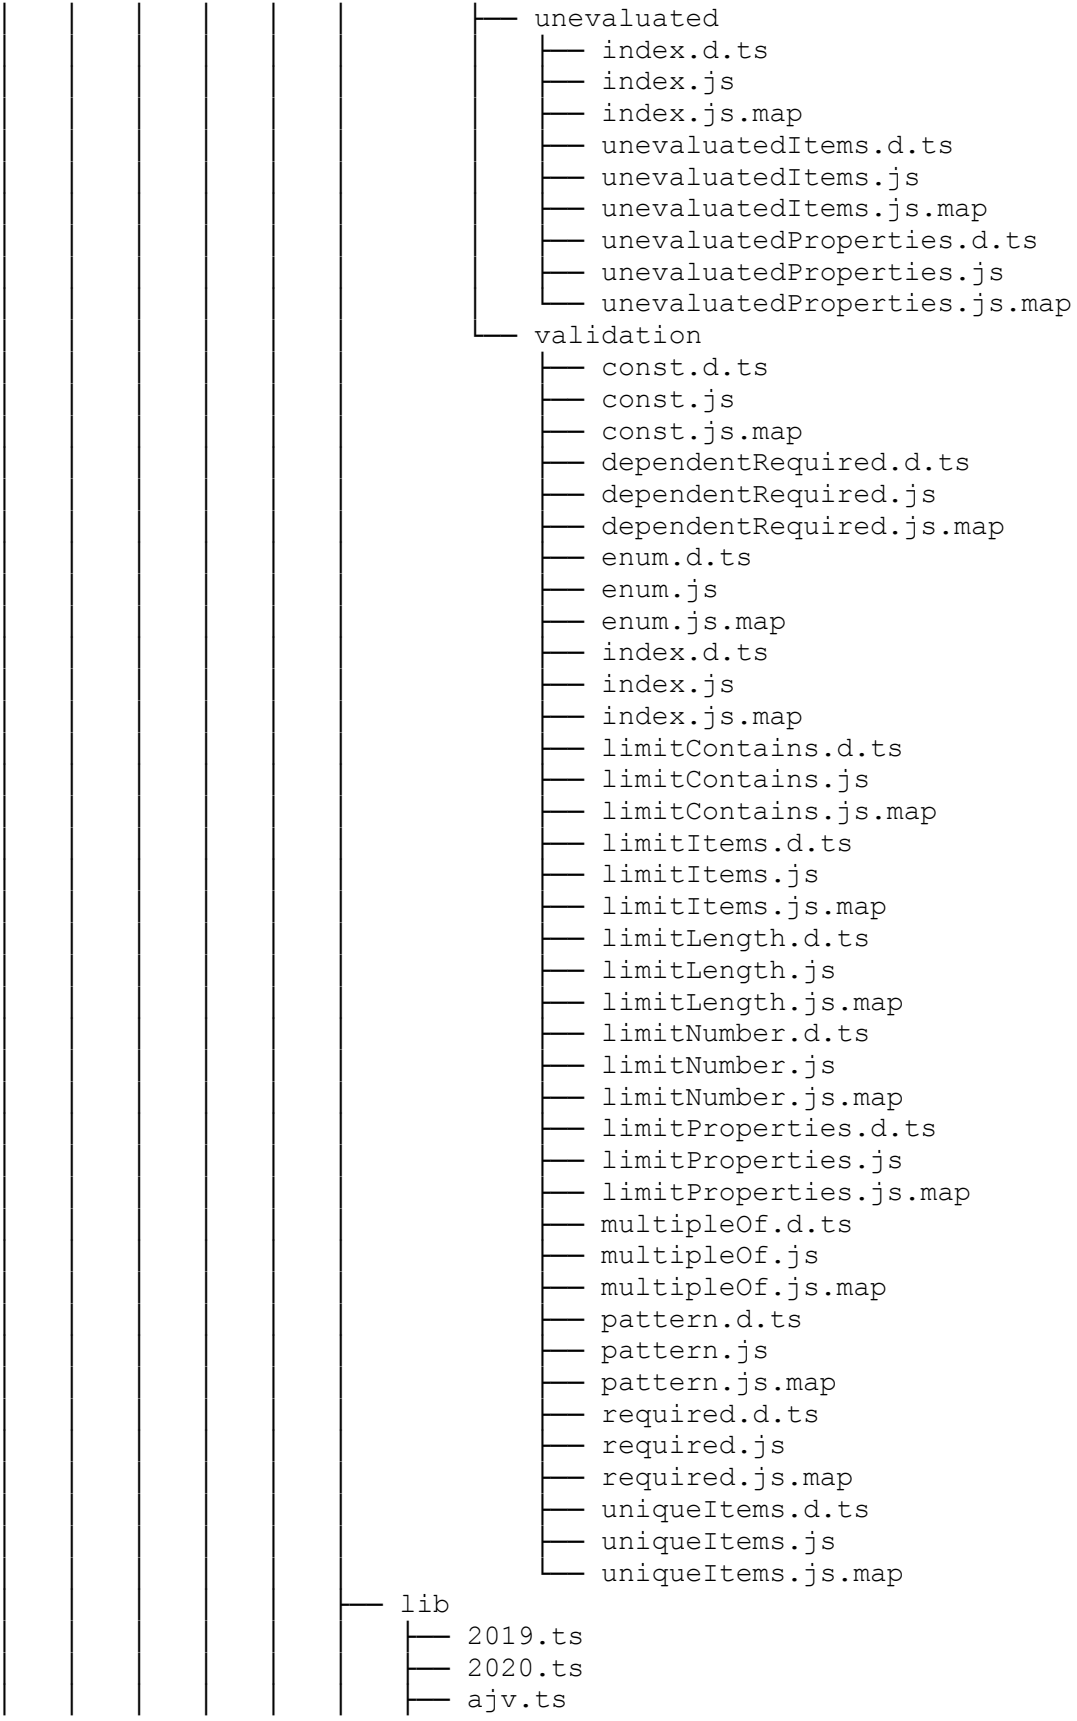 │   │   │   │   │   │       ├── unevaluated
│   │   │   │   │   │       │   ├── index.d.ts
│   │   │   │   │   │       │   ├── index.js
│   │   │   │   │   │       │   ├── index.js.map
│   │   │   │   │   │       │   ├── unevaluatedItems.d.ts
│   │   │   │   │   │       │   ├── unevaluatedItems.js
│   │   │   │   │   │       │   ├── unevaluatedItems.js.map
│   │   │   │   │   │       │   ├── unevaluatedProperties.d.ts
│   │   │   │   │   │       │   ├── unevaluatedProperties.js
│   │   │   │   │   │       │   └── unevaluatedProperties.js.map
│   │   │   │   │   │       └── validation
│   │   │   │   │   │           ├── const.d.ts
│   │   │   │   │   │           ├── const.js
│   │   │   │   │   │           ├── const.js.map
│   │   │   │   │   │           ├── dependentRequired.d.ts
│   │   │   │   │   │           ├── dependentRequired.js
│   │   │   │   │   │           ├── dependentRequired.js.map
│   │   │   │   │   │           ├── enum.d.ts
│   │   │   │   │   │           ├── enum.js
│   │   │   │   │   │           ├── enum.js.map
│   │   │   │   │   │           ├── index.d.ts
│   │   │   │   │   │           ├── index.js
│   │   │   │   │   │           ├── index.js.map
│   │   │   │   │   │           ├── limitContains.d.ts
│   │   │   │   │   │           ├── limitContains.js
│   │   │   │   │   │           ├── limitContains.js.map
│   │   │   │   │   │           ├── limitItems.d.ts
│   │   │   │   │   │           ├── limitItems.js
│   │   │   │   │   │           ├── limitItems.js.map
│   │   │   │   │   │           ├── limitLength.d.ts
│   │   │   │   │   │           ├── limitLength.js
│   │   │   │   │   │           ├── limitLength.js.map
│   │   │   │   │   │           ├── limitNumber.d.ts
│   │   │   │   │   │           ├── limitNumber.js
│   │   │   │   │   │           ├── limitNumber.js.map
│   │   │   │   │   │           ├── limitProperties.d.ts
│   │   │   │   │   │           ├── limitProperties.js
│   │   │   │   │   │           ├── limitProperties.js.map
│   │   │   │   │   │           ├── multipleOf.d.ts
│   │   │   │   │   │           ├── multipleOf.js
│   │   │   │   │   │           ├── multipleOf.js.map
│   │   │   │   │   │           ├── pattern.d.ts
│   │   │   │   │   │           ├── pattern.js
│   │   │   │   │   │           ├── pattern.js.map
│   │   │   │   │   │           ├── required.d.ts
│   │   │   │   │   │           ├── required.js
│   │   │   │   │   │           ├── required.js.map
│   │   │   │   │   │           ├── uniqueItems.d.ts
│   │   │   │   │   │           ├── uniqueItems.js
│   │   │   │   │   │           └── uniqueItems.js.map
│   │   │   │   │   ├── lib
│   │   │   │   │   │   ├── 2019.ts
│   │   │   │   │   │   ├── 2020.ts
│   │   │   │   │   │   ├── ajv.ts